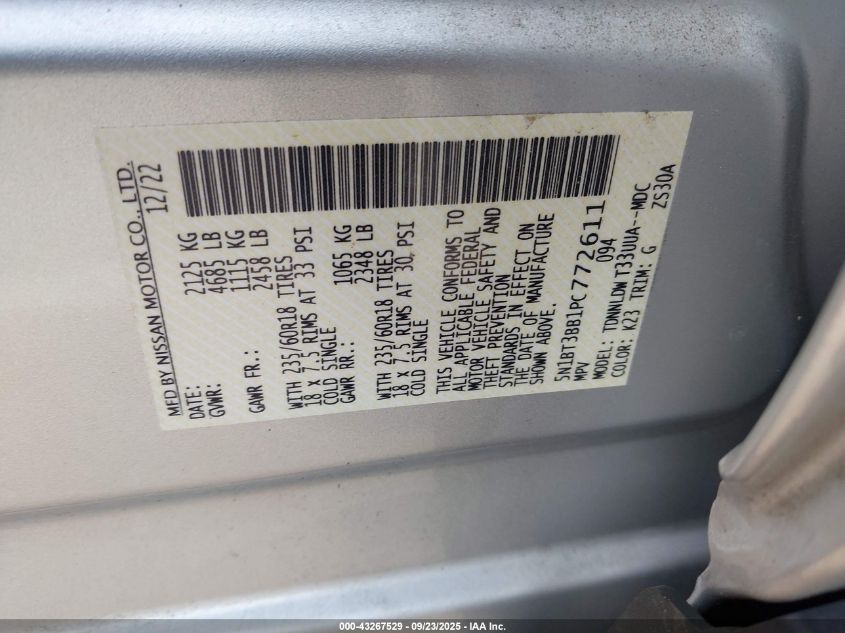 MFD BY NISSAN MOTOR CO., LTD.
DATE: 12/22
GVWR: 2125 KG
4685 LB
GAWR FR.: 1115 KG
2458 LB
WITH 235/60R18 TIRES
18 x 7.5 RIMS AT 33 PSI
COLD SINGLE
GAWR RR.: 1065 KG
2348 LB
WITH 235/60R18 TIRES
18 x 7.5 RIMS AT 30 PSI
COLD SINGLE
THIS VEHICLE CONFORMS TO
ALL APPLICABLE FEDERAL
MOTOR VEHICLE SAFETY AND
THEFT PREVENTION
STANDARDS IN EFFECT ON
THE DATE OF MANUFACTURE
SHOWN ABOVE.
5N1BT3BB1PC772611
MPV 094
MODEL: TDNNLDW T33UUA--MDC
COLOR: K23 TRIM: G ZS30A
000-43267529 - 09/23/2025 - IAA Inc.